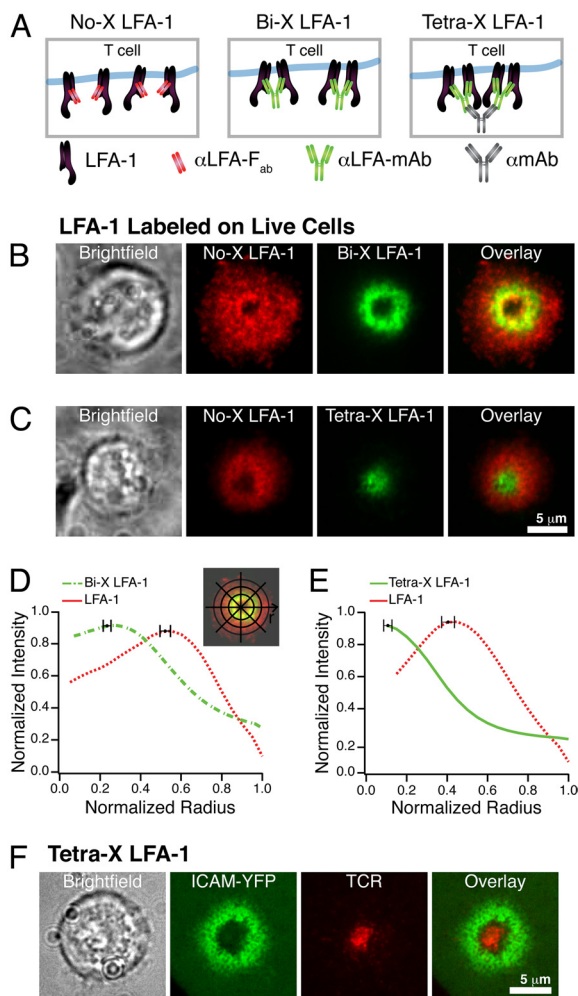 A
No-X LFA-1
Bi-X LFA-1
Tetra-X LFA-1
T cell
T cell
T cell
LFA-1
αLFA-Fab
αLFA-mAb
αmAb
LFA-1 Labeled on Live Cells
B
Brightfield
No-X LFA-1
Bi-X LFA-1
Overlay
C
Brightfield
No-X LFA-1
Tetra-X LFA-1
Overlay
5 μm
D
Bi-X LFA-1
LFA-1
r
Normalized Intensity
1.0
0.8
0.6
0.4
0.2
0.0
0.0 0.2 0.4 0.6 0.8 1.0
Normalized Radius
E
Tetra-X LFA-1
LFA-1
Normalized Intensity
1.0
0.8
0.6
0.4
0.2
0.0
0.0 0.2 0.4 0.6 0.8 1.0
Normalized Radius
F
Tetra-X LFA-1
Brightfield
ICAM-YFP
TCR
Overlay
5 μm